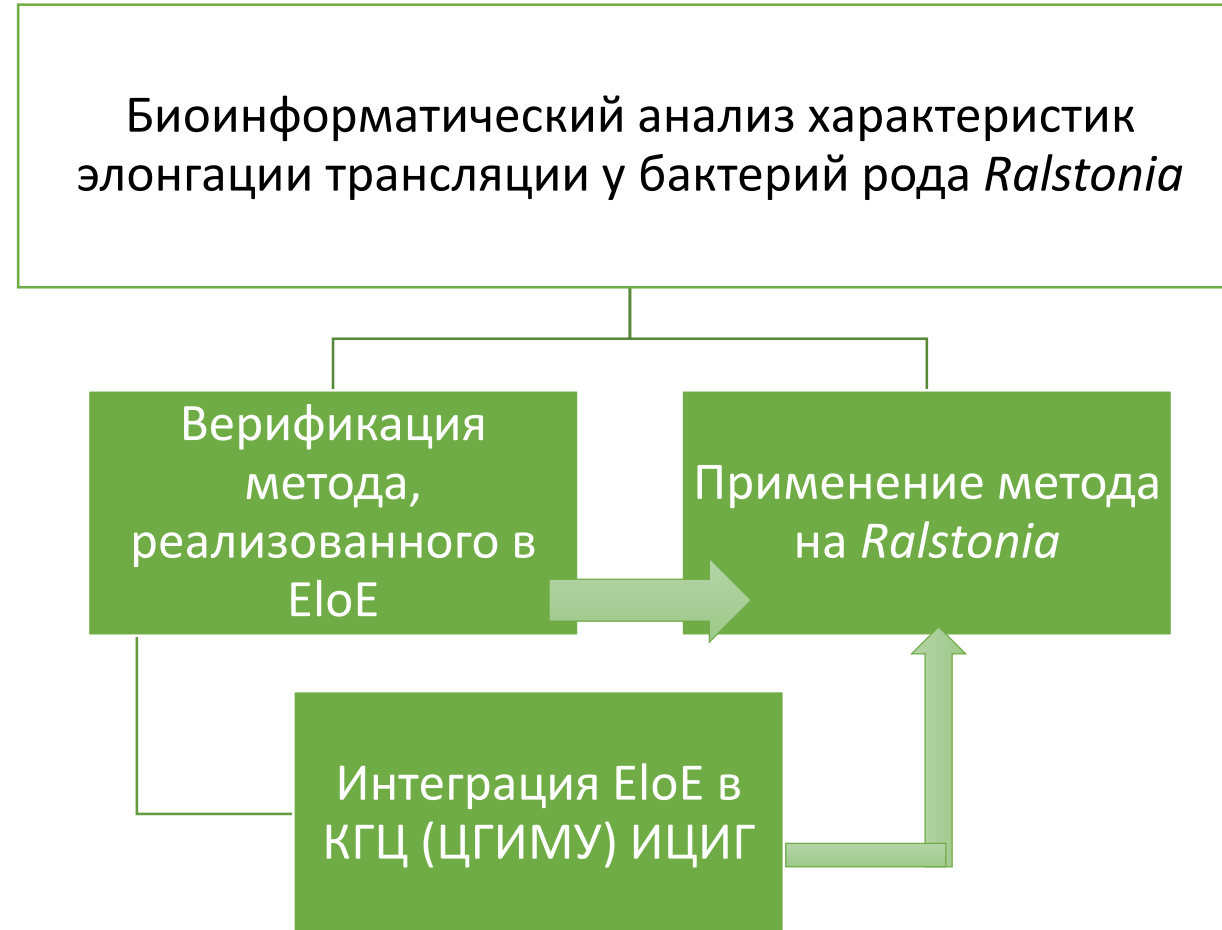 Биоинформатический анализ характеристик
элонгации трансляции у бактерий рода Ralstonia
Верификация
метода,
реализованного в
EloE
Применение метода
на Ralstonia
Интеграция EloE в
КГЦ (ЦГИМУ) ИЦИГ